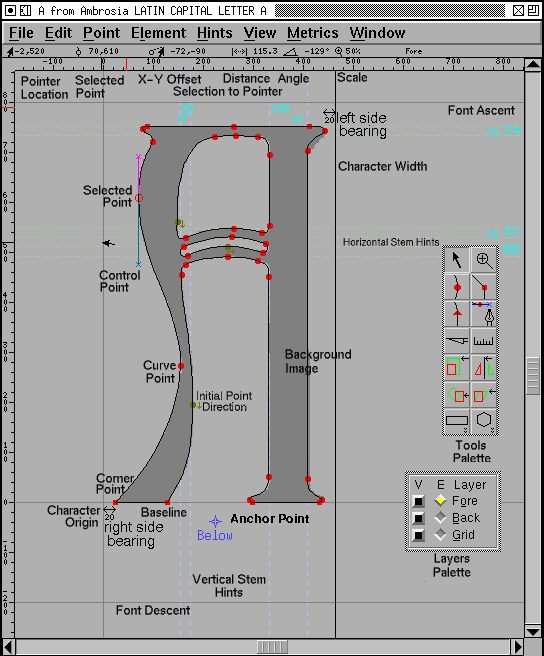 A from Ambrosia LATIN CAPITAL LETTER A
File Edit Point Element Hints View Metrics Window
-2,520 70,610 -72,-90 115.3 -129° 50% Fore
-100 0 100 200 300 400 500 600 700 800
Pointer Location
Selected Point
X-Y Offset
Distance
Angle
Selection to Pointer
Scale
Font Ascent
20
left side bearing
Character Width
Selected Point
Horizontal Stem Hints
Control Point
Background Image
Curve Point
Initial Point Direction
Tools Palette
Corner Point
V E Layer
Fore
Back
Grid
Layers Palette
Character Origin
20
right side bearing
Baseline
Anchor Point
Below
Vertical Stem Hints
Font Descent